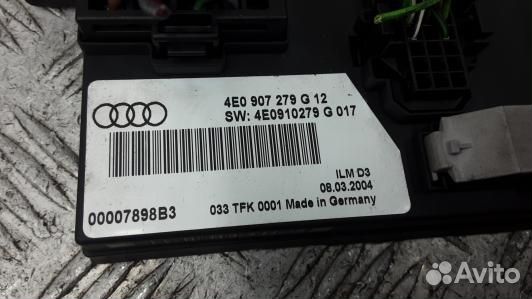 4E0 907 279 G 12
SW: 4E0910279 G 017
ILM D3
08.03.2004
00007898B3
033 TFK 0001 Made in Germany
Avito